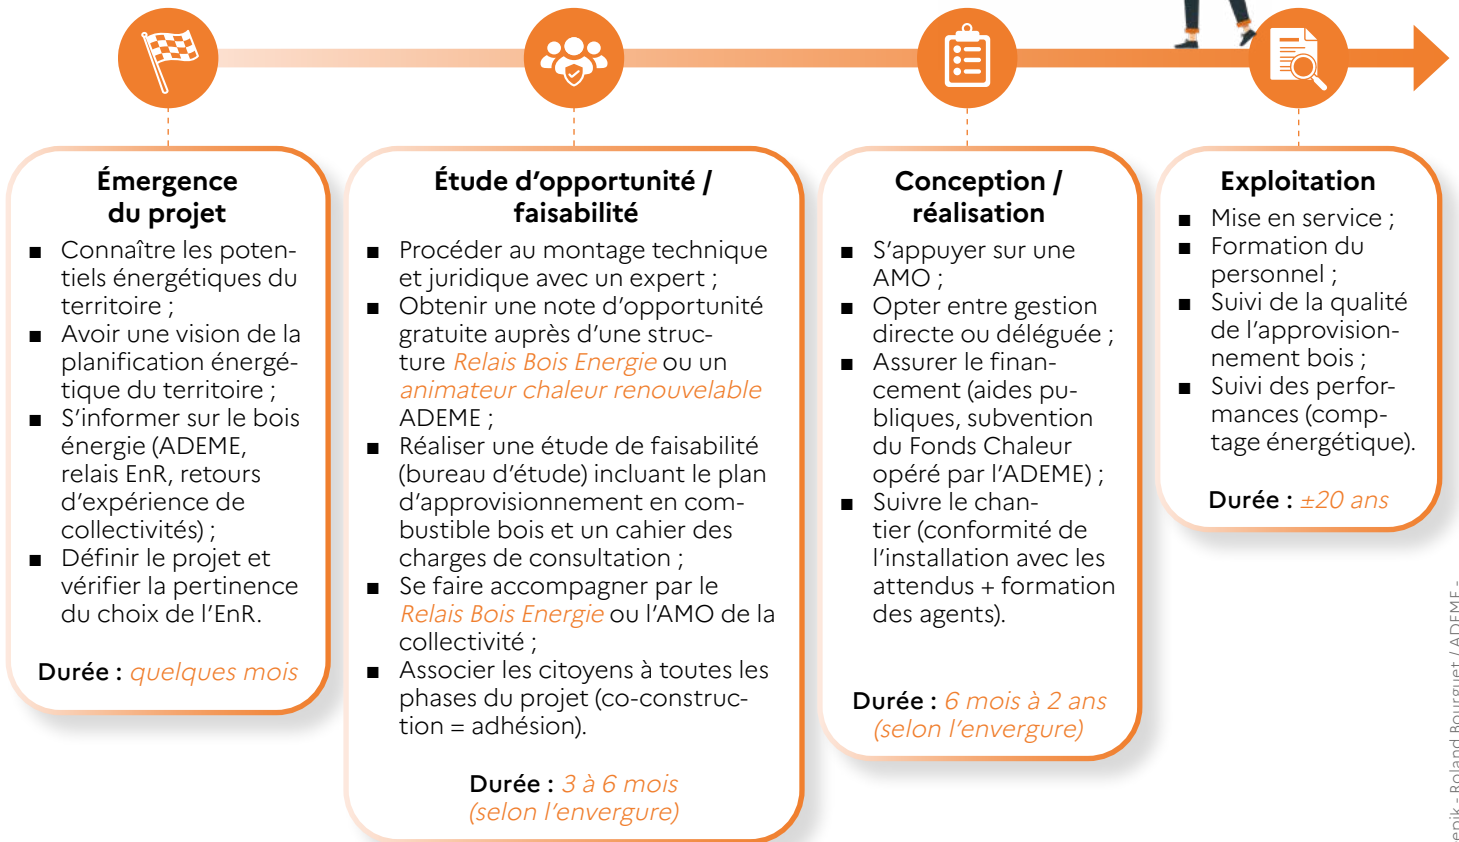 Émergence
du projet
■ Connaître les poten-
tiels énergétiques du
territoire ;
■ Avoir une vision de la
planification énergé-
tique du territoire ;
■ S'informer sur le bois
énergie (ADEME,
relais EnR, retours
d'expérience de
collectivités) ;
■ Définir le projet et
vérifier la pertinence
du choix de l'EnR.
Durée : quelques mois
Étude d'opportunité /
faisabilité
■ Procéder au montage technique
et juridique avec un expert ;
■ Obtenir une note d'opportunité
gratuite auprès d'une struc-
ture Relais Bois Energie ou un
animateur chaleur renouvelable
ADEME ;
■ Réaliser une étude de faisabilité
(bureau d'étude) incluant le plan
d'approvisionnement en com-
bustible bois et un cahier des
charges de consultation ;
■ Se faire accompagner par le
Relais Bois Energie ou l'AMO de la
collectivité ;
■ Associer les citoyens à toutes les
phases du projet (co-construc-
tion = adhésion).
Durée : 3 à 6 mois
(selon l'envergure)
Conception /
réalisation
■ S'appuyer sur une
AMO ;
■ Opter entre gestion
directe ou déléguée ;
■ Assurer le finan-
cement (aides pu-
bliques, subvention
du Fonds Chaleur
opéré par l'ADEME) ;
■ Suivre le chan-
tier (conformité de
l'installation avec les
attendus + formation
des agents).
Durée : 6 mois à 2 ans
(selon l'envergure)
Exploitation
■ Mise en service ;
■ Formation du
personnel ;
■ Suivi de la qualité
de l'approvision-
nement bois ;
■ Suivi des perfor-
mances (comp-
tage énergétique).
Durée : ±20 ans
- Roland Bourguet / ADEME -